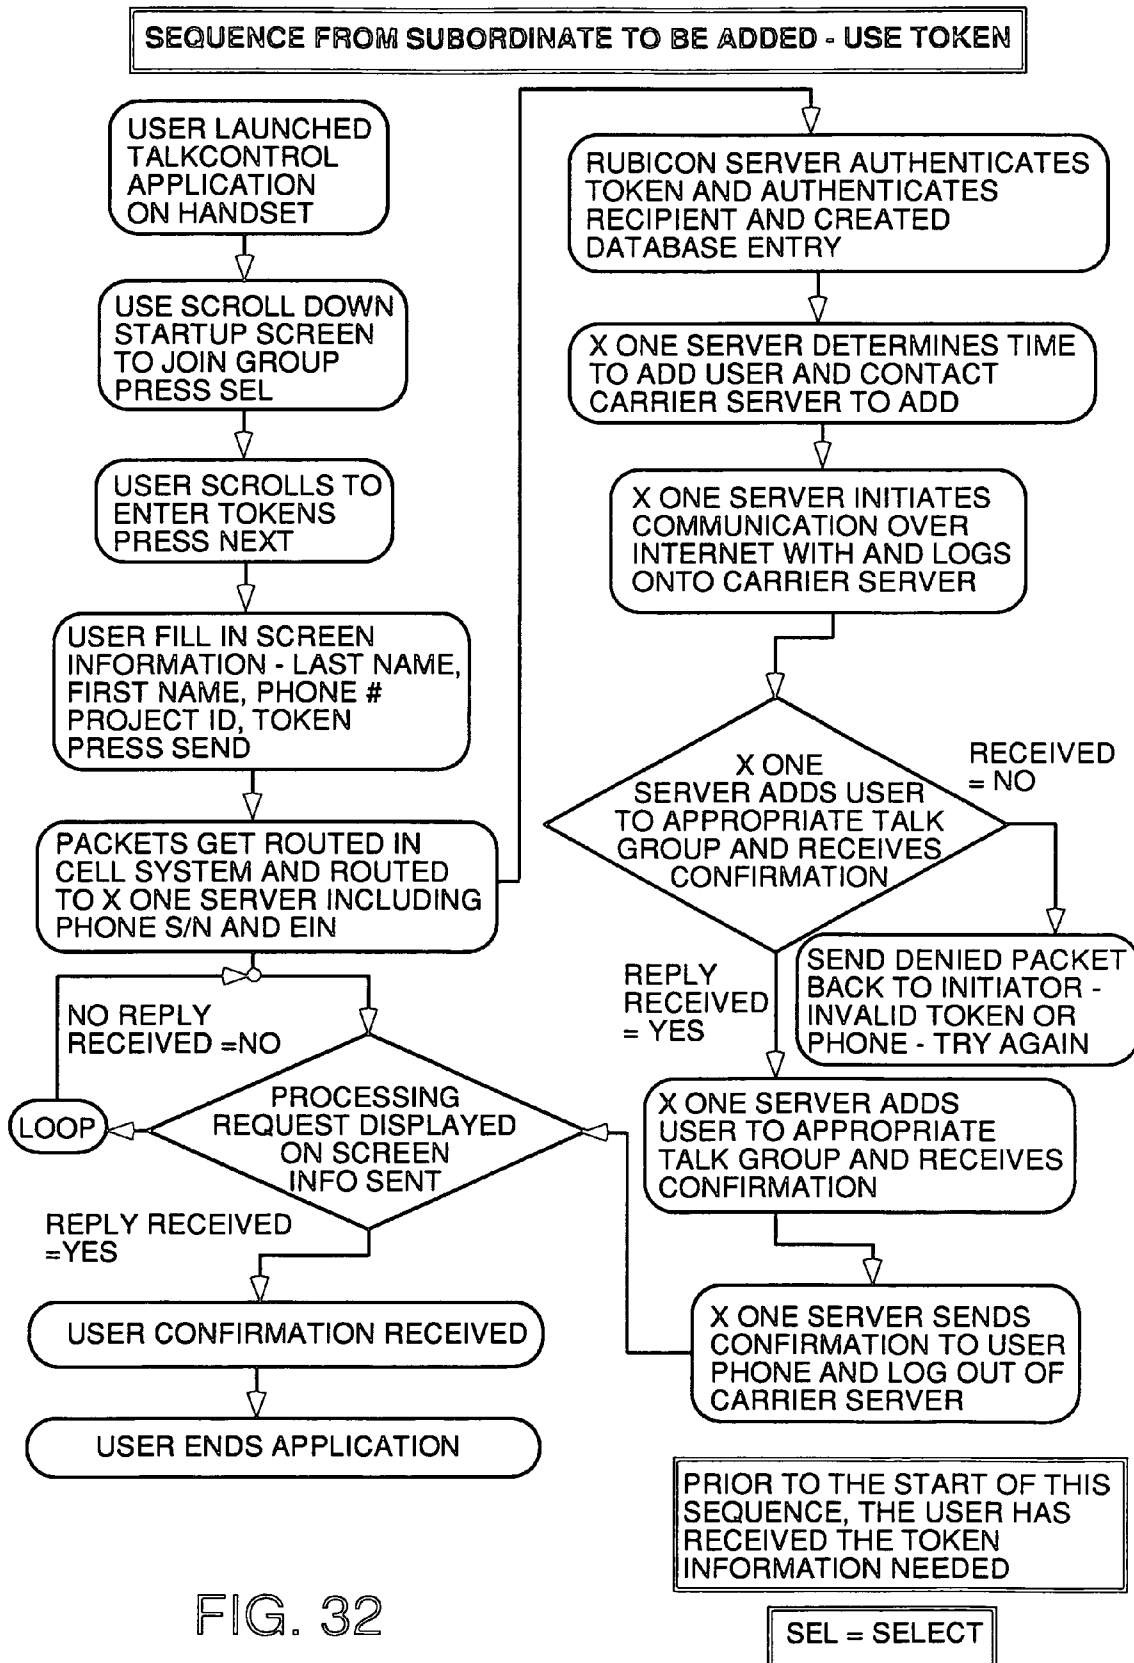 SEQUENCE FROM SUBORDINATE TO BE ADDED - USE TOKEN
USER LAUNCHED
TALKCONTROL
APPLICATION
ON HANDSET
USE SCROLL DOWN
STARTUP SCREEN
TO JOIN GROUP
PRESS SEL
USER SCROLLS TO
ENTER TOKENS
PRESS NEXT
USER FILL IN SCREEN
INFORMATION - LAST NAME,
FIRST NAME, PHONE #
PROJECT ID, TOKEN
PRESS SEND
PACKETS GET ROUTED IN
CELL SYSTEM AND ROUTED
TO X ONE SERVER INCLUDING
PHONE S/N AND EIN
NO REPLY
RECEIVED =NO
LOOP
PROCESSING
REQUEST DISPLAYED
ON SCREEN
INFO SENT
REPLY RECEIVED
=YES
USER CONFIRMATION RECEIVED
USER ENDS APPLICATION
RUBICON SERVER AUTHENTICATES
TOKEN AND AUTHENTICATES
RECIPIENT AND CREATED
DATABASE ENTRY
X ONE SERVER DETERMINES TIME
TO ADD USER AND CONTACT
CARRIER SERVER TO ADD
X ONE SERVER INITIATES
COMMUNICATION OVER
INTERNET WITH AND LOGS
ONTO CARRIER SERVER
X ONE
SERVER ADDS USER
TO APPROPRIATE TALK
GROUP AND RECEIVES
CONFIRMATION
RECEIVED
= NO
SEND DENIED PACKET
BACK TO INITIATOR -
INVALID TOKEN OR
PHONE - TRY AGAIN
REPLY
RECEIVED
= YES
X ONE SERVER ADDS
USER TO APPROPRIATE
TALK GROUP AND RECEIVES
CONFIRMATION
X ONE SERVER SENDS
CONFIRMATION TO USER
PHONE AND LOG OUT OF
CARRIER SERVER
PRIOR TO THE START OF THIS
SEQUENCE, THE USER HAS
RECEIVED THE TOKEN
INFORMATION NEEDED
SEL = SELECT
FIG. 32